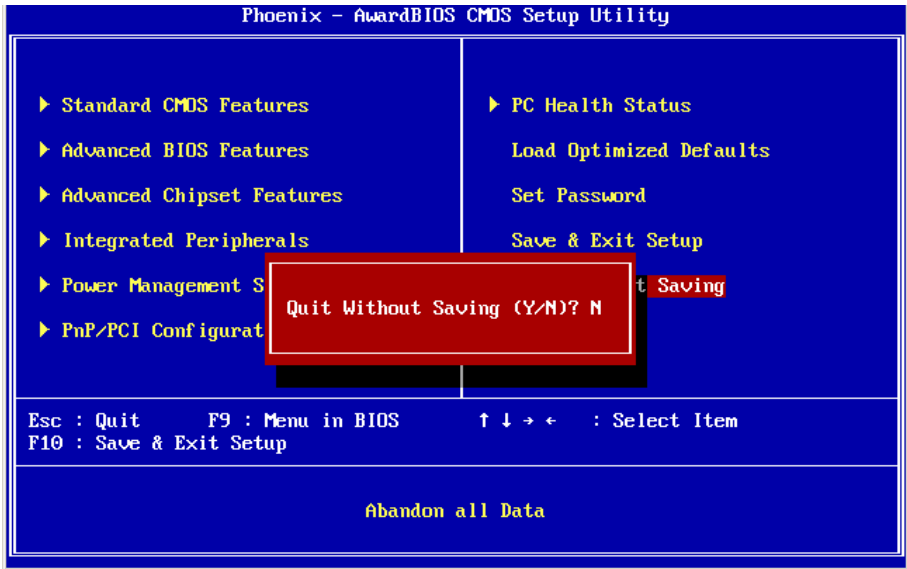 Phoenix - AwardBIOS CMOS Setup Utility
Standard CMOS Features
Advanced BIOS Features
Advanced Chipset Features
Integrated Peripherals
Power Management S
PnP/PCI Configurat
PC Health Status
Load Optimized Defaults
Set Password
Save & Exit Setup
t Saving
Quit Without Saving (Y/N)? N
Esc : Quit F9 : Menu in BIOS ↑ ↓ → ← : Select Item
F10 : Save & Exit Setup
Abandon all Data